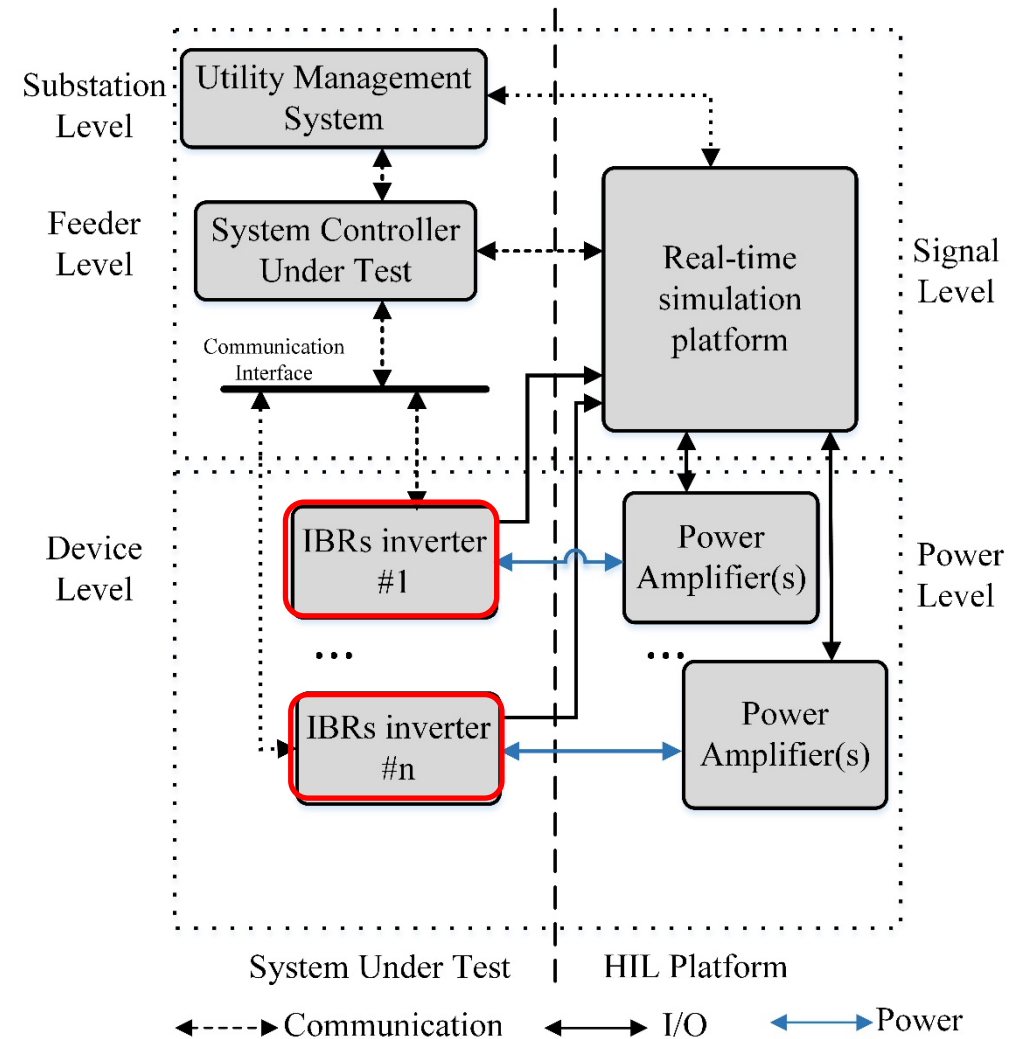 Substation
Level
Utility Management
System
Feeder
Level
System Controller
Under Test
Real-time
simulation
platform
Signal
Level
Communication
Interface
Device
Level
IBRs inverter
#1
Power
Amplifier(s)
Power
Level
...
...
IBRs inverter
#n
Power
Amplifier(s)
System Under Test
HIL Platform
Communication
I/O
Power